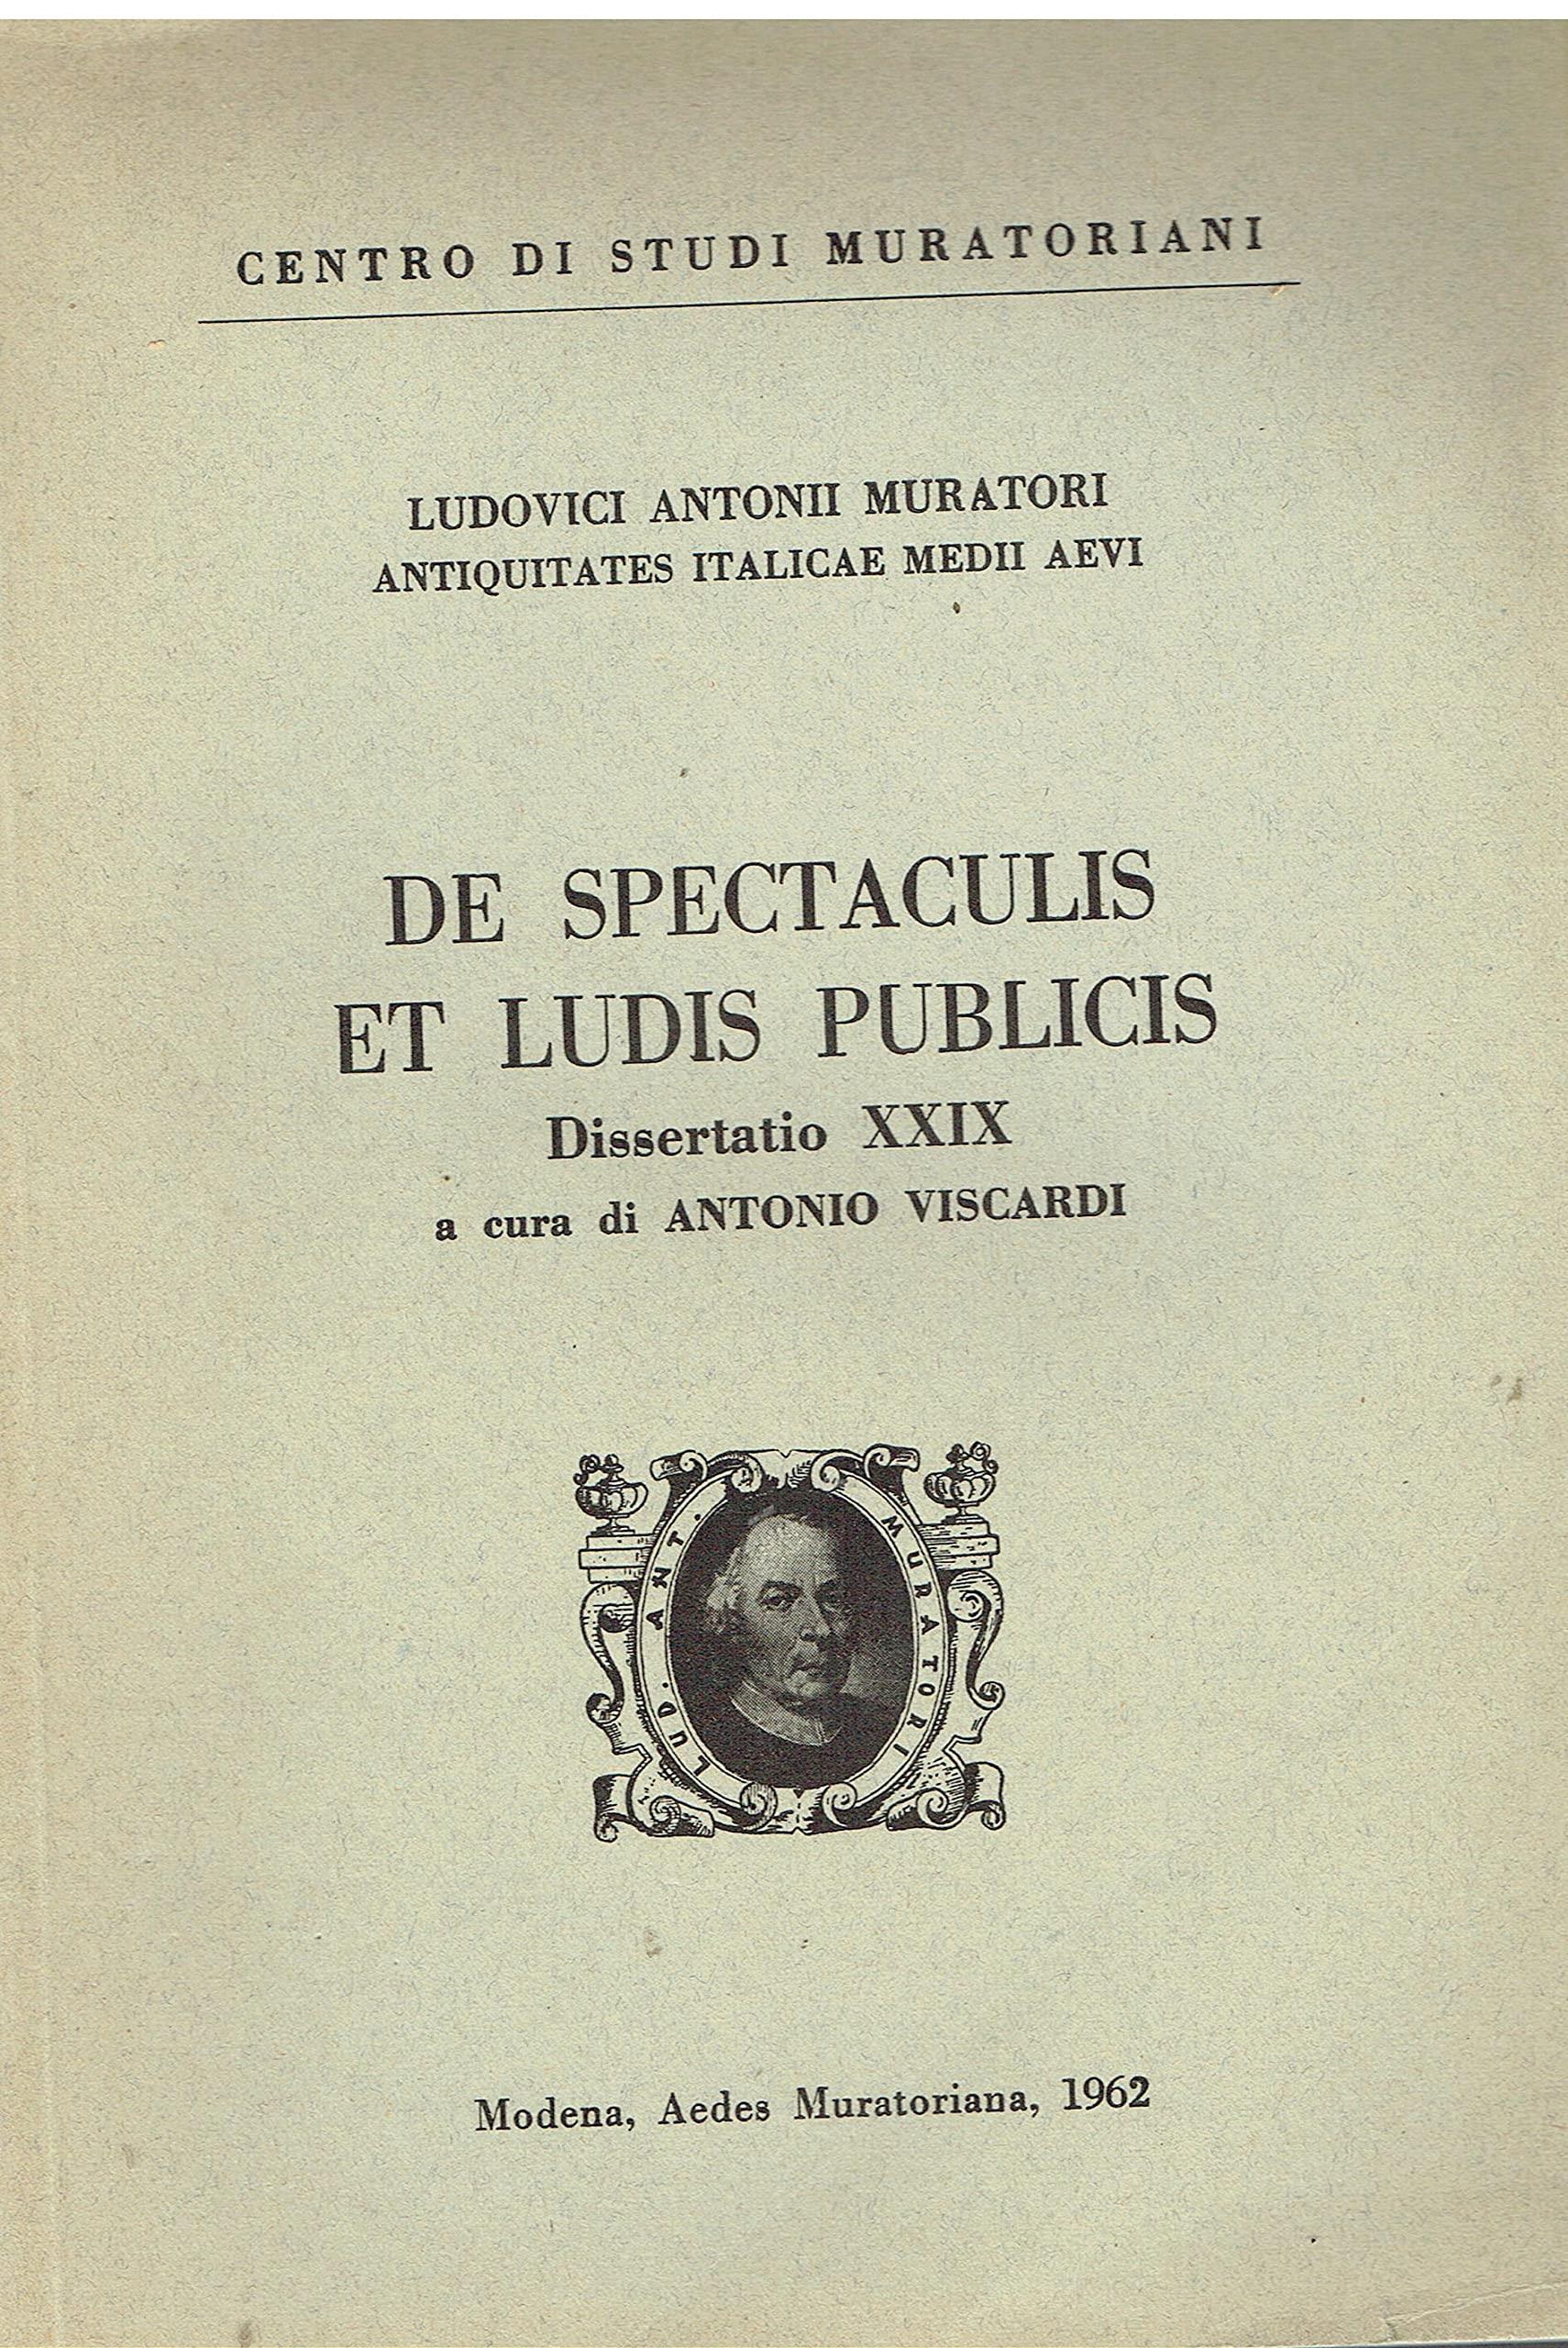 CENTRO DI STUDI MURATORIANI
LUDOVICI ANTONII MURATORI
ANTIQUITATES ITALICAE MEDII AEVI
DE SPECTACULIS
ET LUDIS PUBLICIS
Dissertatio XXIX
a cura di ANTONIO VISCARDI
LUD. ANT. MURATORI
Modena, Aedes Muratoriana, 1962